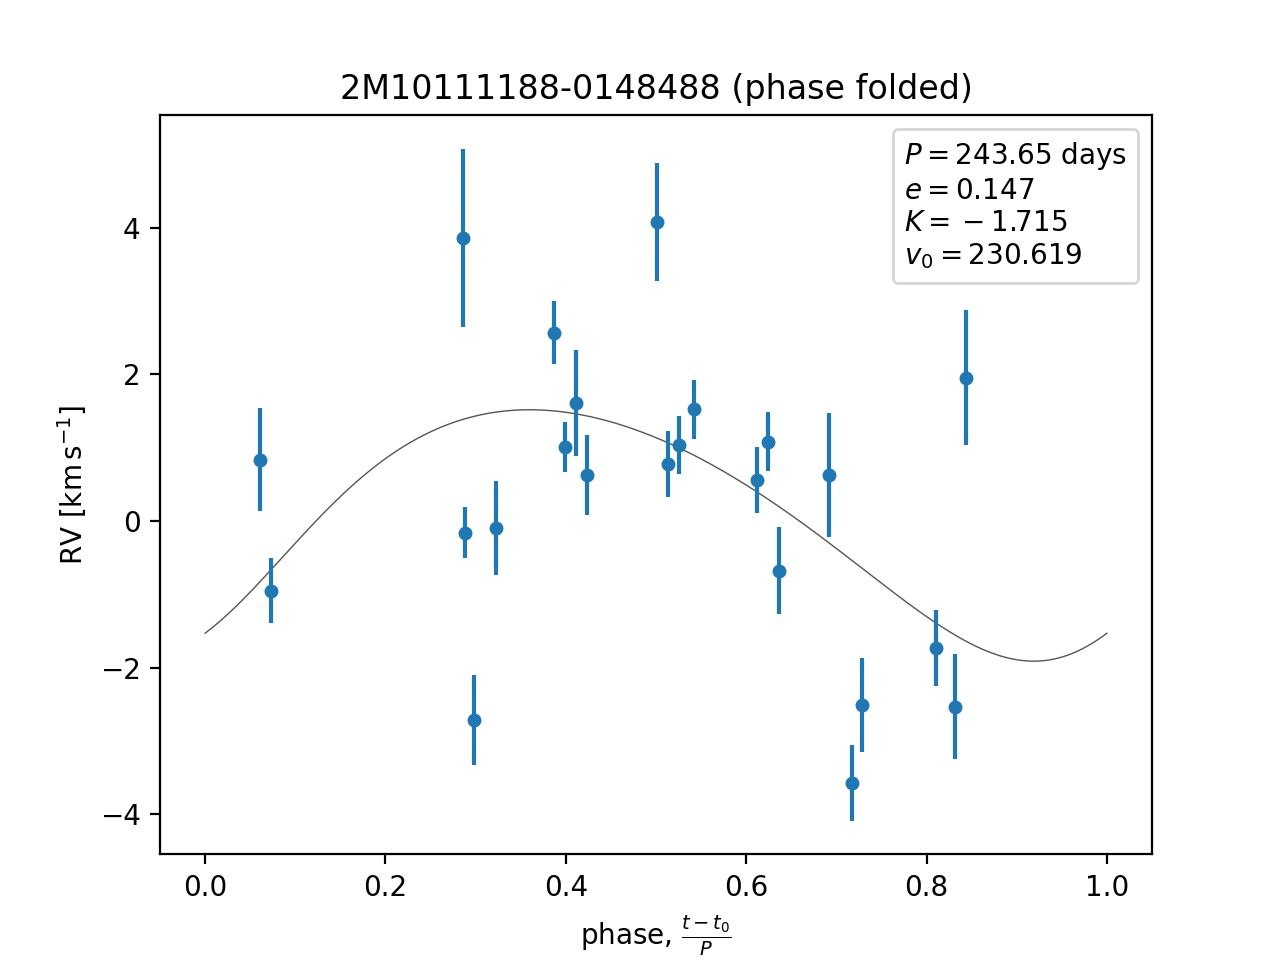 2M10111188-0148488 (phase folded)
P = 243.65 days
e = 0.147
K = −1.715
v₀ = 230.619
RV [km s⁻¹]
4
2
0
−2
−4
0.0 0.2 0.4 0.6 0.8 1.0
phase, (t − t₀)/P